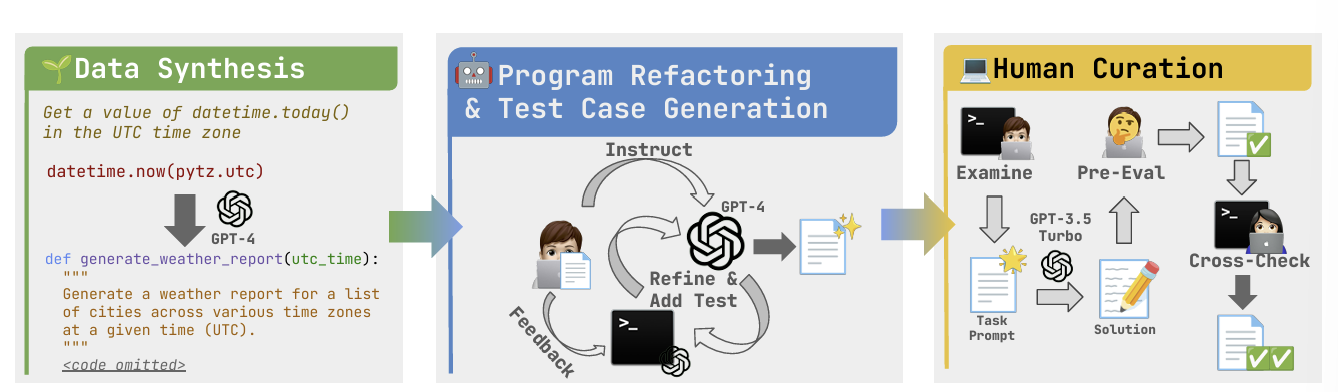 Data Synthesis
Get a value of datetime.today()
in the UTC time zone
datetime.now(pytz.utc)
GPT-4
def generate_weather_report(utc_time):
"""
Generate a weather report for a list
of cities across various time zones
at a given time (UTC).
"""
<code omitted>
Program Refactoring
& Test Case Generation
Instruct
GPT-4
Refine &
Add Test
>_
Feedback
Human Curation
>_
Examine
Pre-Eval
GPT-3.5
Turbo
>_
Cross-Check
Task
Prompt
Solution